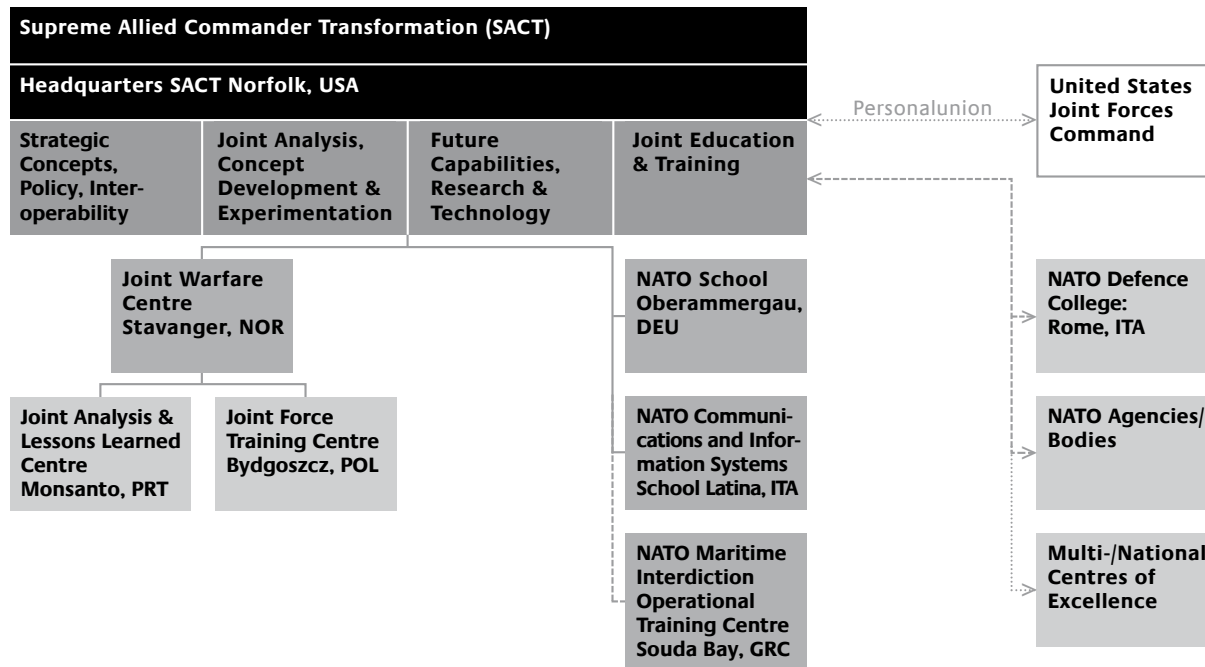 Supreme Allied Commander Transformation (SACT)
Headquarters SACT Norfolk, USA
Strategic
Concepts,
Policy, Inter-
operability
Joint Analysis,
Concept
Development &
Experimentation
Future
Capabilities,
Research &
Technology
Joint Education
& Training
Personalunion
United States
Joint Forces
Command
Joint Warfare
Centre
Stavanger, NOR
NATO School
Oberammergau,
DEU
NATO Defence
College:
Rome, ITA
Joint Analysis &
Lessons Learned
Centre
Monsanto, PRT
Joint Force
Training Centre
Bydgoszcz, POL
NATO Communi-
cations and Infor-
mation Systems
School Latina, ITA
NATO Agencies/
Bodies
NATO Maritime
Interdiction
Operational
Training Centre
Souda Bay, GRC
Multi-/National
Centres of
Excellence